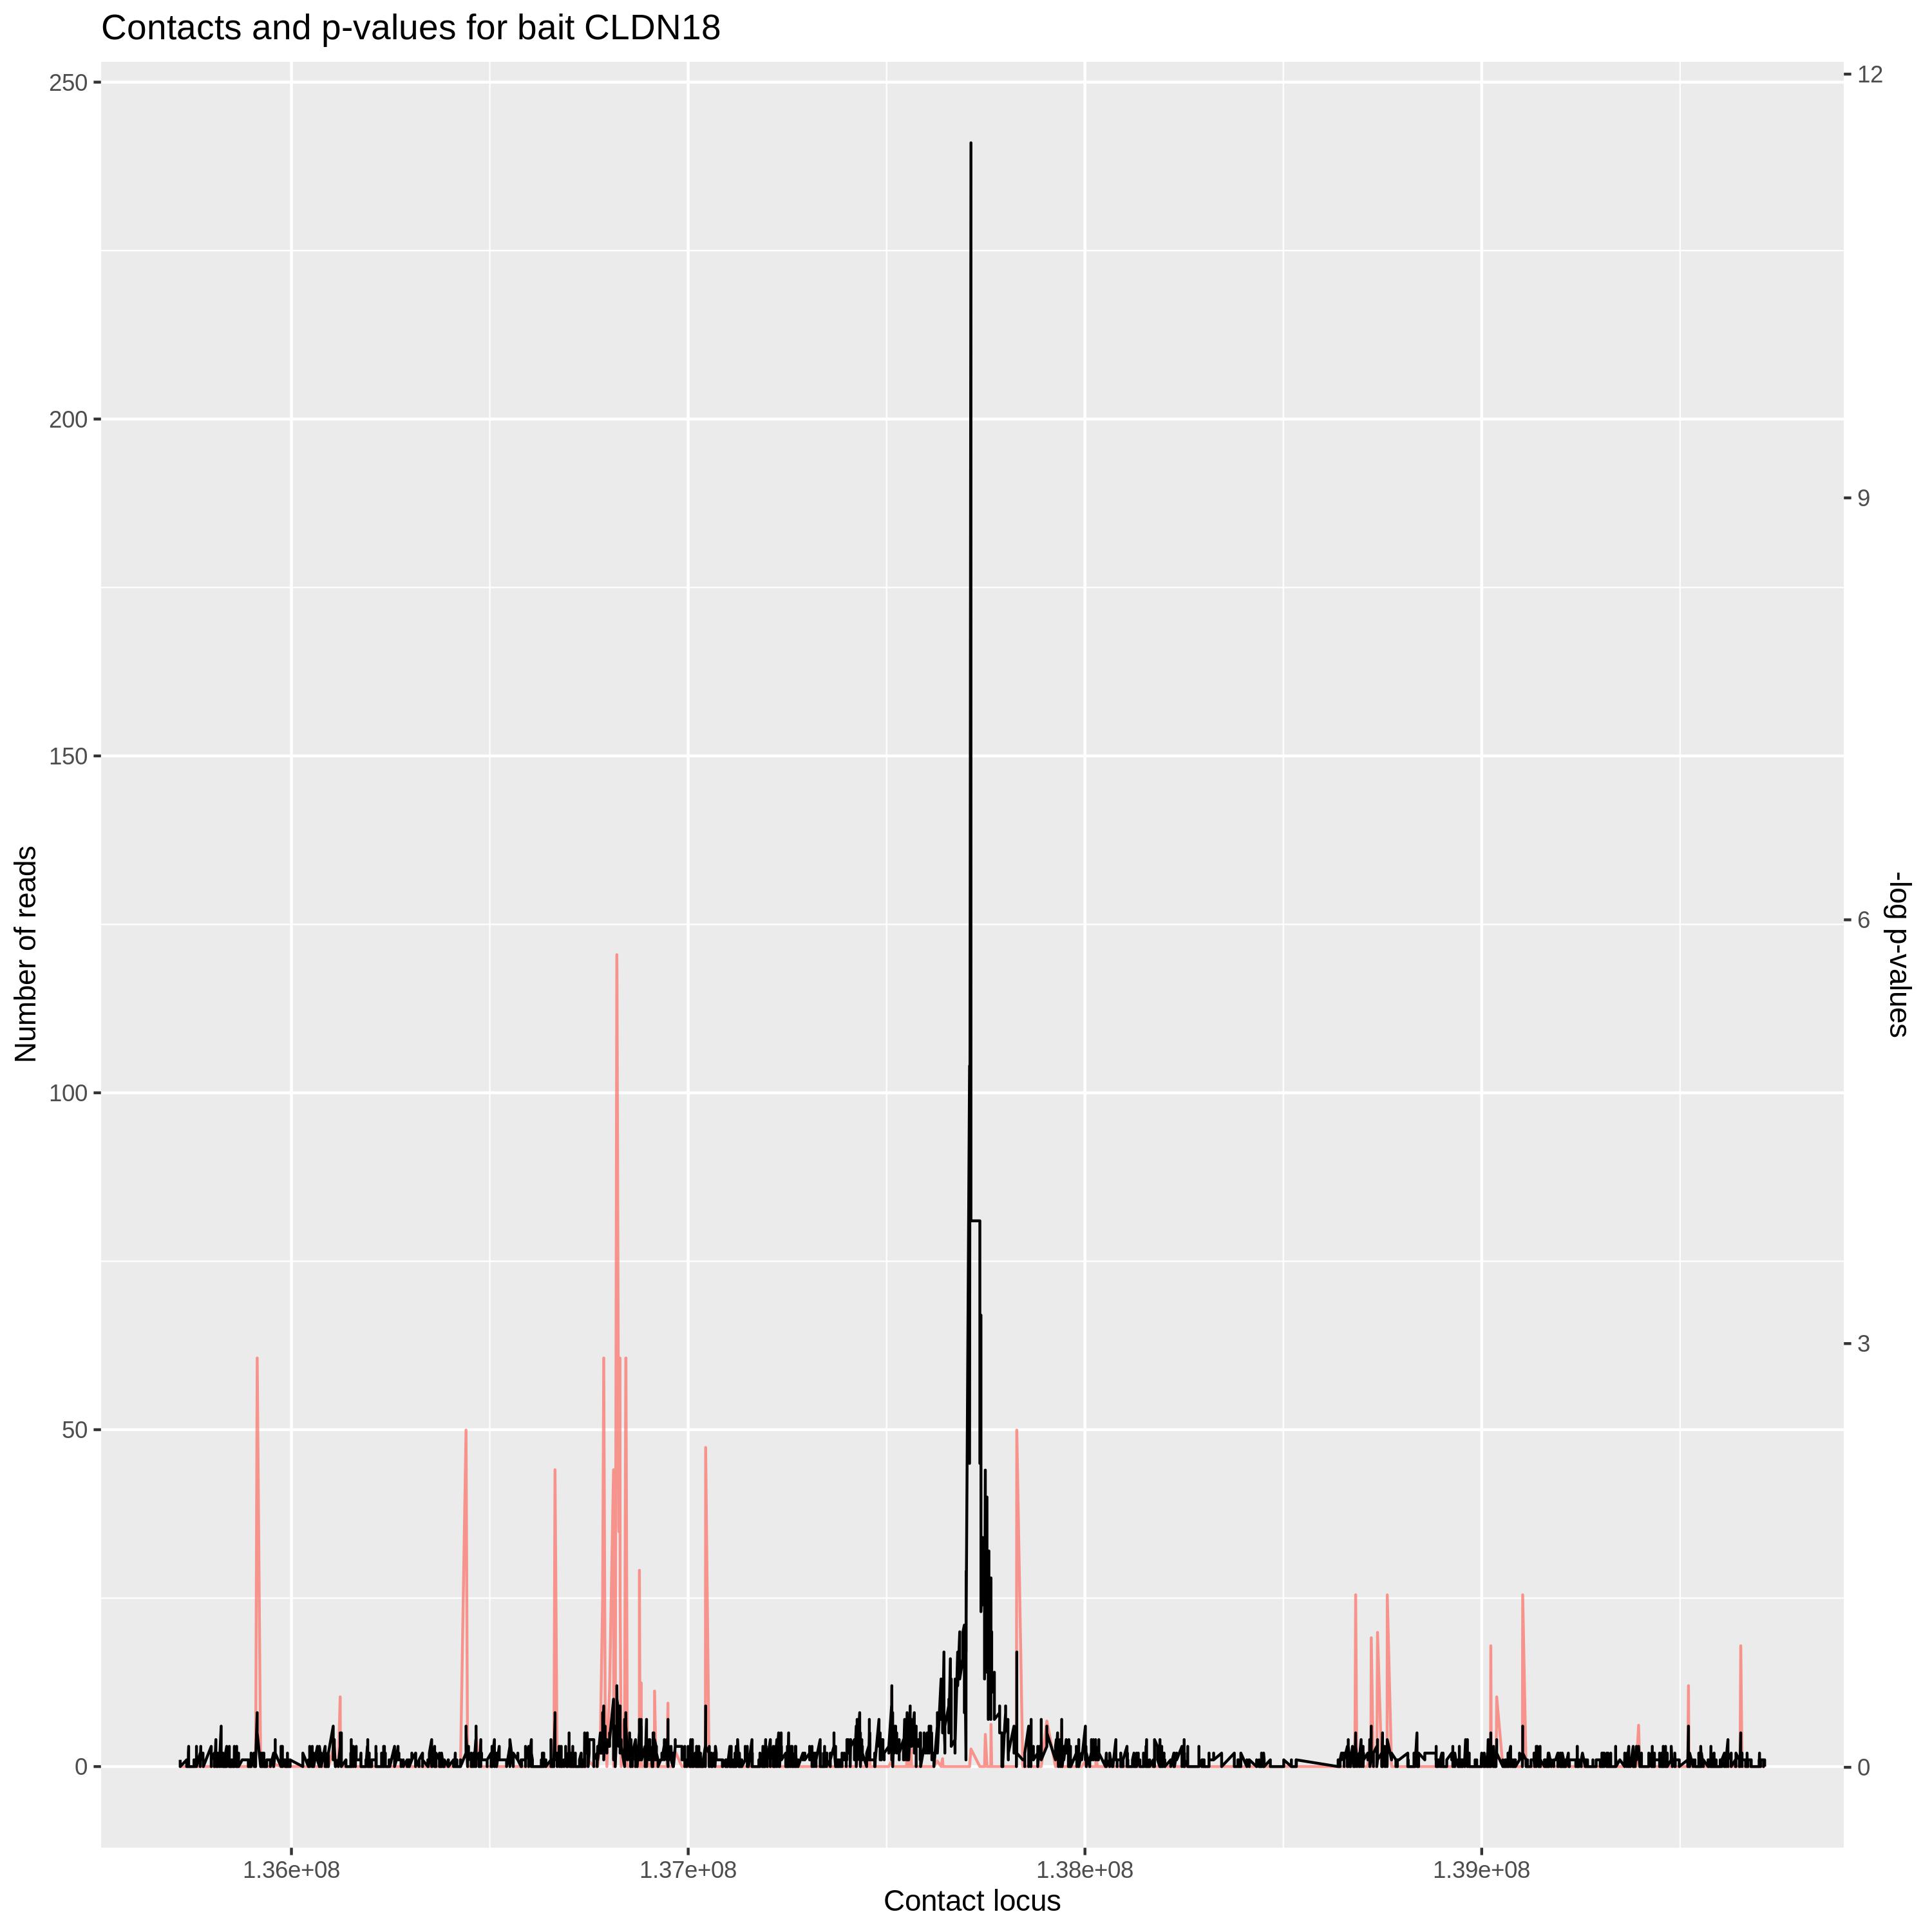 Contacts and p-values for bait CLDN18
250
200
150
100
50
0
Number of reads
12
9
6
3
0
-log p-values
1.36e+08
1.37e+08
1.38e+08
1.39e+08
Contact locus